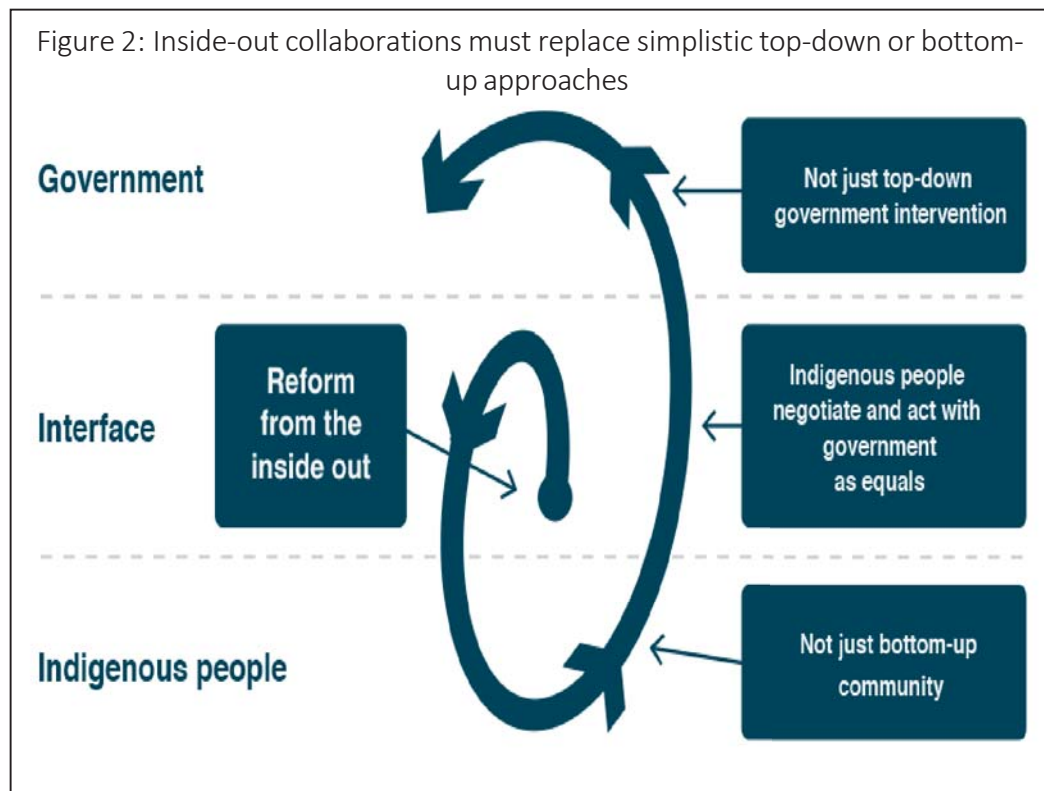 Figure 2: Inside-out collaborations must replace simplistic top-down or bottom-
up approaches
Government
Not just top-down
government intervention
Interface
Reform
from the
inside out
Indigenous people
negotiate and act with
government
as equals
Indigenous people
Not just bottom-up
community